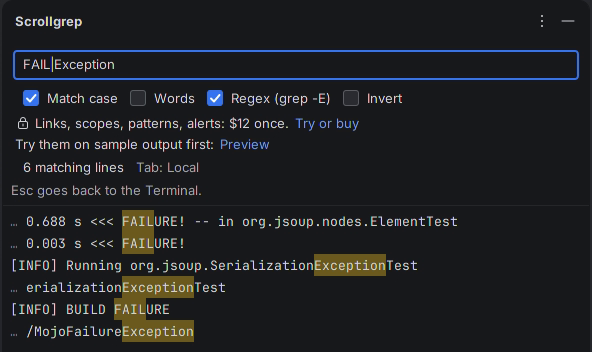 Scrollgrep
FAIL|Exception
Match case Words Regex (grep -E) Invert
Links, scopes, patterns, alerts: $12 once. Try or buy
Try them on sample output first: Preview
6 matching lines Tab: Local
Esc goes back to the Terminal.
… 0.688 s <<< FAILURE! -- in org.jsoup.nodes.ElementTest
… 0.003 s <<< FAILURE!
[INFO] Running org.jsoup.SerializationExceptionTest
… erializationExceptionTest
[INFO] BUILD FAILURE
… /MojoFailureException